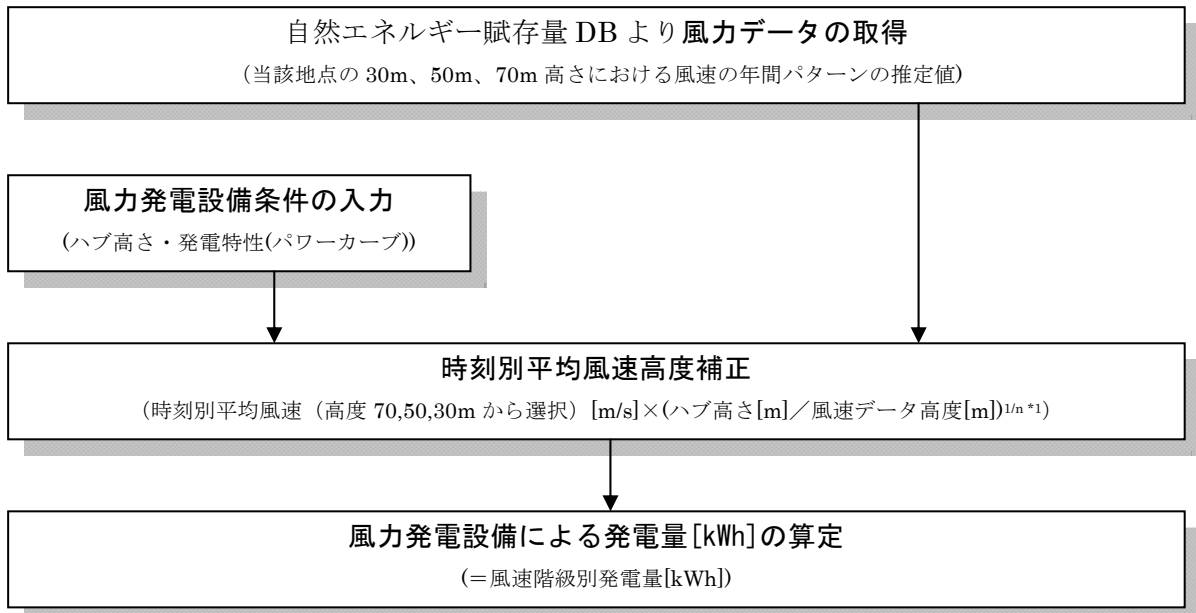 自然エネルギー賦存量 DB より風力データの取得
（当該地点の 30m、50m、70m 高さにおける風速の年間パターンの推定値)
風力発電設備条件の入力
(ハブ高さ・発電特性(パワーカーブ))
時刻別平均風速高度補正
（時刻別平均風速（高度 70,50,30m から選択）[m/s]×(ハブ高さ[m]／風速データ高度[m])1/n *1）
風力発電設備による発電量[kWh]の算定
(＝風速階級別発電量[kWh])